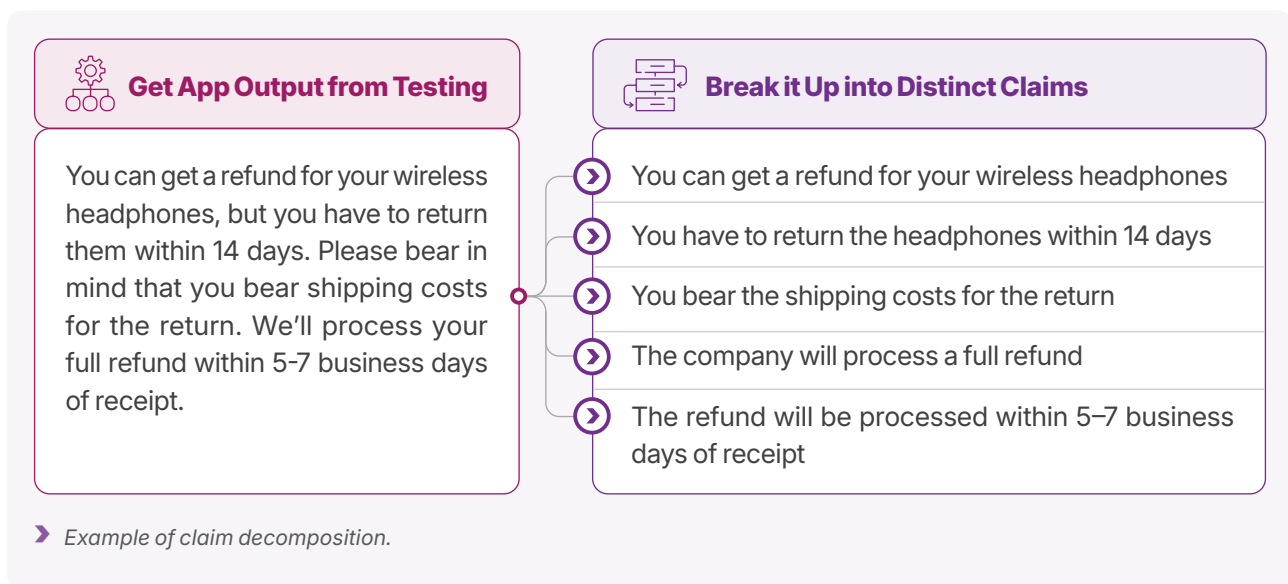 Get App Output from Testing
You can get a refund for your wireless
headphones, but you have to return
them within 14 days. Please bear in
mind that you bear shipping costs
for the return. We’ll process your
full refund within 5-7 business days
of receipt.
Break it Up into Distinct Claims
You can get a refund for your wireless headphones
You have to return the headphones within 14 days
You bear the shipping costs for the return
The company will process a full refund
The refund will be processed within 5–7 business
days of receipt
Example of claim decomposition.